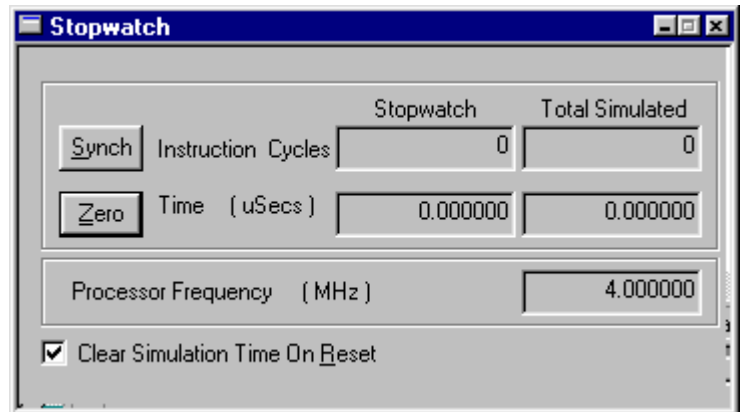 Stopwatch
Stopwatch Total Simulated
Synch Instruction Cycles 0 0
Zero Time ( uSecs ) 0.000000 0.000000
Processor Frequency ( MHz ) 4.000000
Clear Simulation Time On Reset